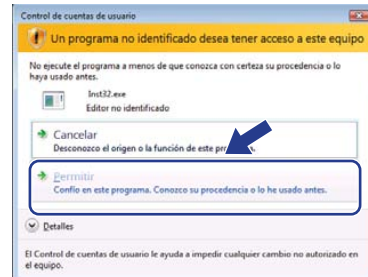 Control de cuentas de usuario
Un programa no identificado desea tener acceso a este equipo
No ejecute el programa a menos de que conozca con certeza su procedencia o lo
haya usado antes.
Inst32.exe
Editor no identificado
Cancelar
Desconozco el origen o la función de este
Permitir
Confío en este programa. Conozco su procedencia o lo he usado antes.
Detalles
El Control de cuentas de usuario le ayuda a impedir cualquier cambio no autorizado en
el equipo.